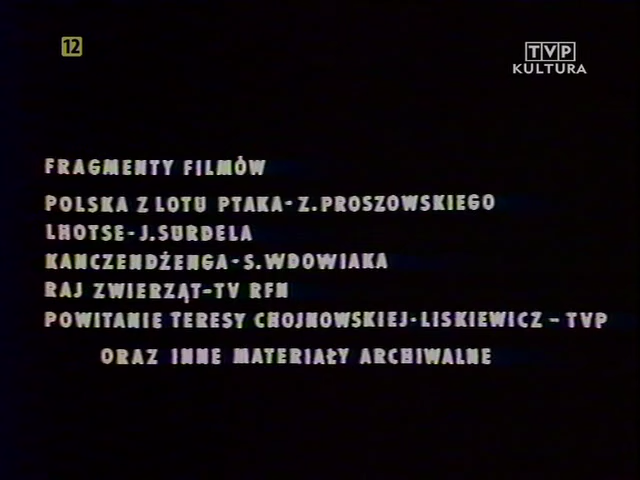 12
TVP
KULTURA
FRAGMENTY FILMÓW
POLSKA Z LOTU PTAKA - Z. PROSZOWSKIEGO
LHOTSE - J. SURDELA
KANCZENDŻENGA - S. WDOWIAKA
RAJ ZWIERZĄT - TV RFN
POWITANIE TERESY CHOJNOWSKIEJ - LISKIEWICZ – TVP
ORAZ INNE MATERIAŁY ARCHIWALNE